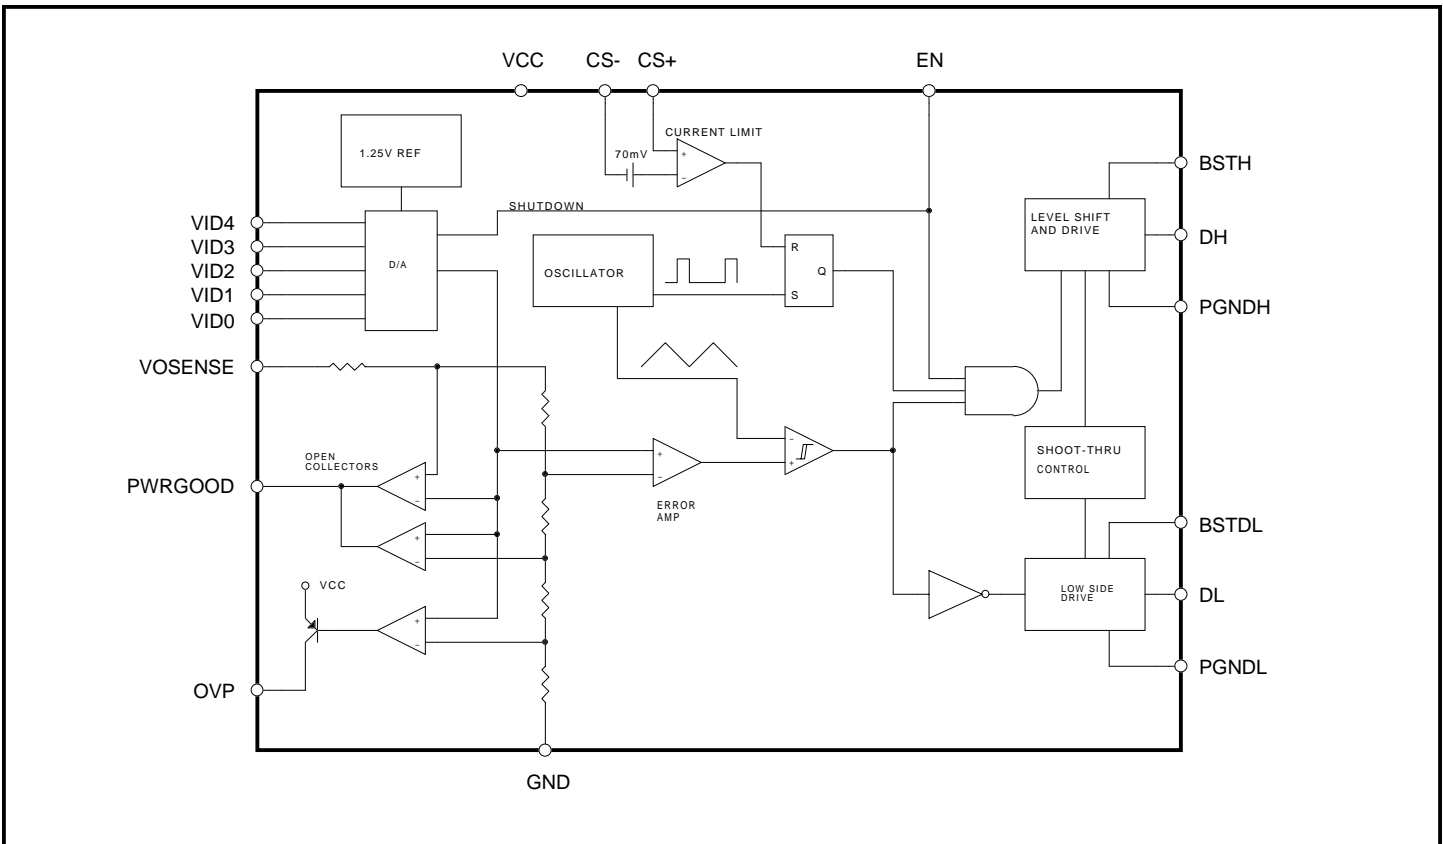 VCC CS- CS+ EN
CURRENT LIMIT
1.25V REF
70mV
+
−
BSTH
SHUTDOWN
VID4
VID3
VID2
VID1
VID0
D/A
LEVEL SHIFT
AND DRIVE
DH
OSCILLATOR
R
Q
S
PGNDH
VOSENSE
OPEN
COLLECTORS
+
−
PWRGOOD
+
−
ERROR
AMP
−
+
SHOOT-THRU
CONTROL
+
−
BSTDL
VCC
LOW SIDE
DRIVE
DL
+
−
OVP
PGNDL
GND